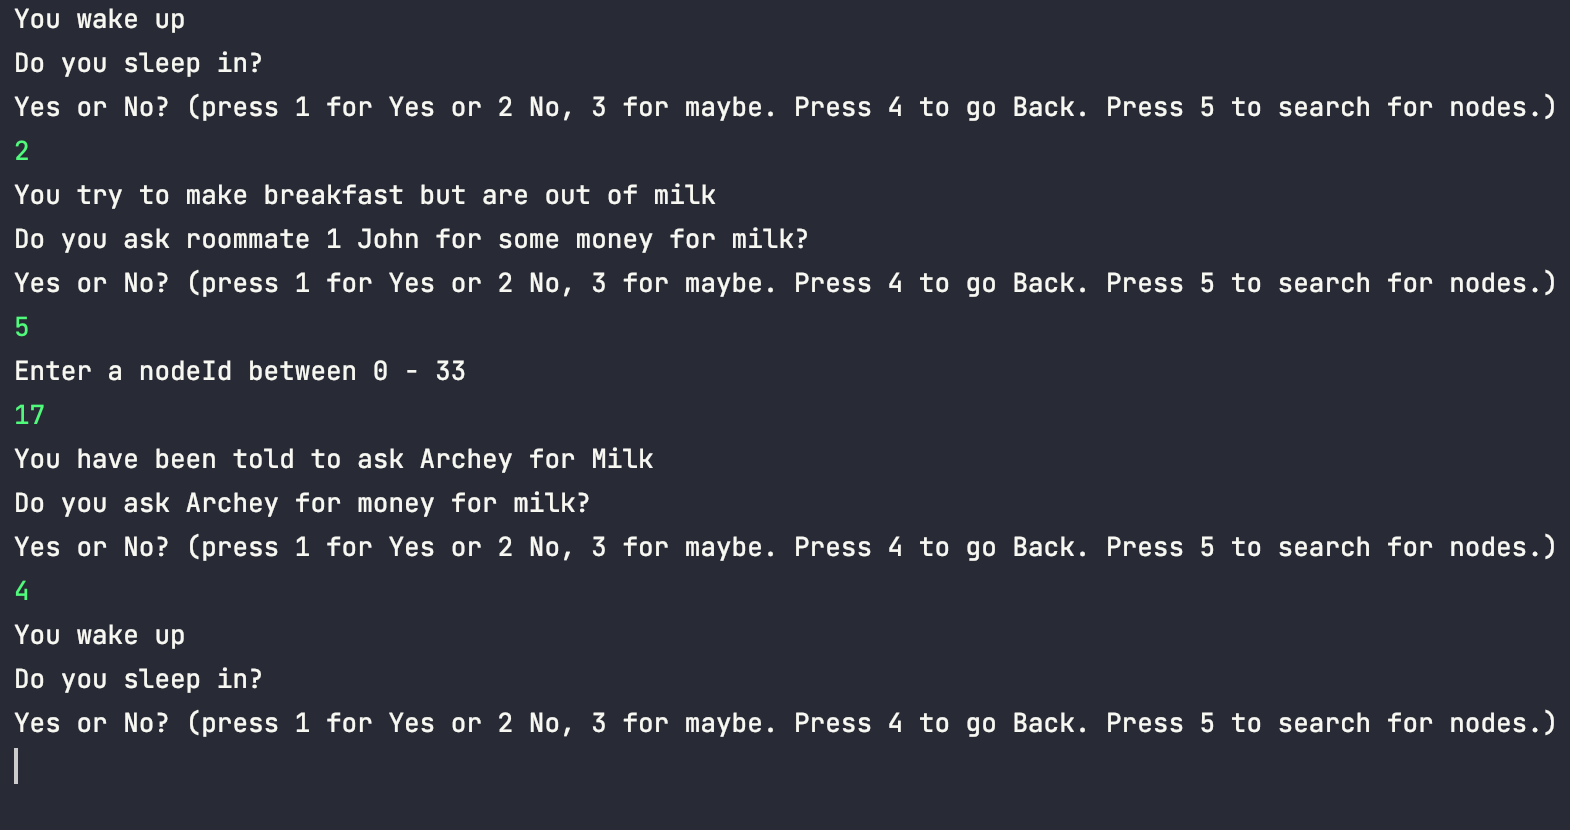 You wake up
Do you sleep in?
Yes or No? (press 1 for Yes or 2 No, 3 for maybe. Press 4 to go Back. Press 5 to search for nodes.)
2
You try to make breakfast but are out of milk
Do you ask roommate 1 John for some money for milk?
Yes or No? (press 1 for Yes or 2 No, 3 for maybe. Press 4 to go Back. Press 5 to search for nodes.)
5
Enter a nodeId between 0 - 33
17
You have been told to ask Archey for Milk
Do you ask Archey for money for milk?
Yes or No? (press 1 for Yes or 2 No, 3 for maybe. Press 4 to go Back. Press 5 to search for nodes.)
4
You wake up
Do you sleep in?
Yes or No? (press 1 for Yes or 2 No, 3 for maybe. Press 4 to go Back. Press 5 to search for nodes.)